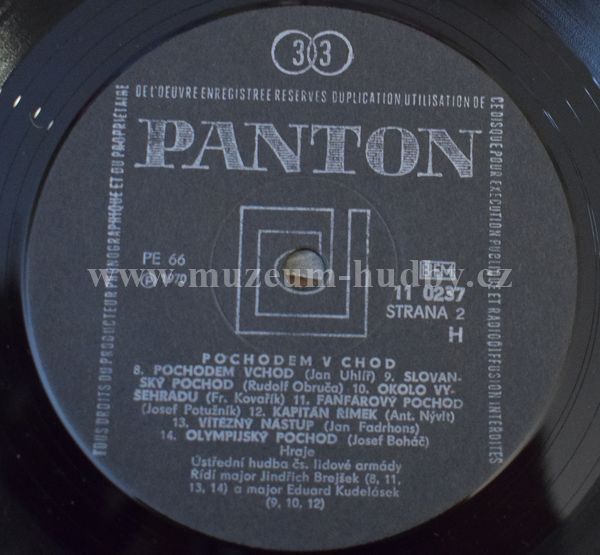 33
DE L'OEUVRE ENREGISTREE RESERVES DUPLICATION UTILISATION DE
CE DISQUE POUR EXECUTION PUBLIQUE ET RADIODIFFUSION INTERDITES
TOUS DROITS DU PRODUCTEUR PHONOGRAPHIQUE ET DU PROPRIETAIRE
PANTON
PE 66
BIEM
www.muzeum-hudby.cz
11 0237
STRANA 2
H
POCHODEM V CHOD
8. POCHODEM VCHOD (Jan Uhlíř) 9. SLOVAN-
SKÝ POCHOD (Rudolf Obruča) 10. OKOLO VY-
ŠEHRADU (Fr. Kovařík) 11. FANFÁROVÝ POCHOD
(Josef Potužník) 12. KAPITÁN RÍMEK (Ant. Nývlt)
13. VÍTĚZNÝ NÁSTUP (Jan Fadrhons)
14. OLYMPIJSKÝ POCHOD (Josef Boháč)
Hraje
Ústřední hudba čs. lidové armády
Řídí major Jindřich Brejšek (8, 11,
13, 14) a major Eduard Kudelásek
(9, 10, 12)